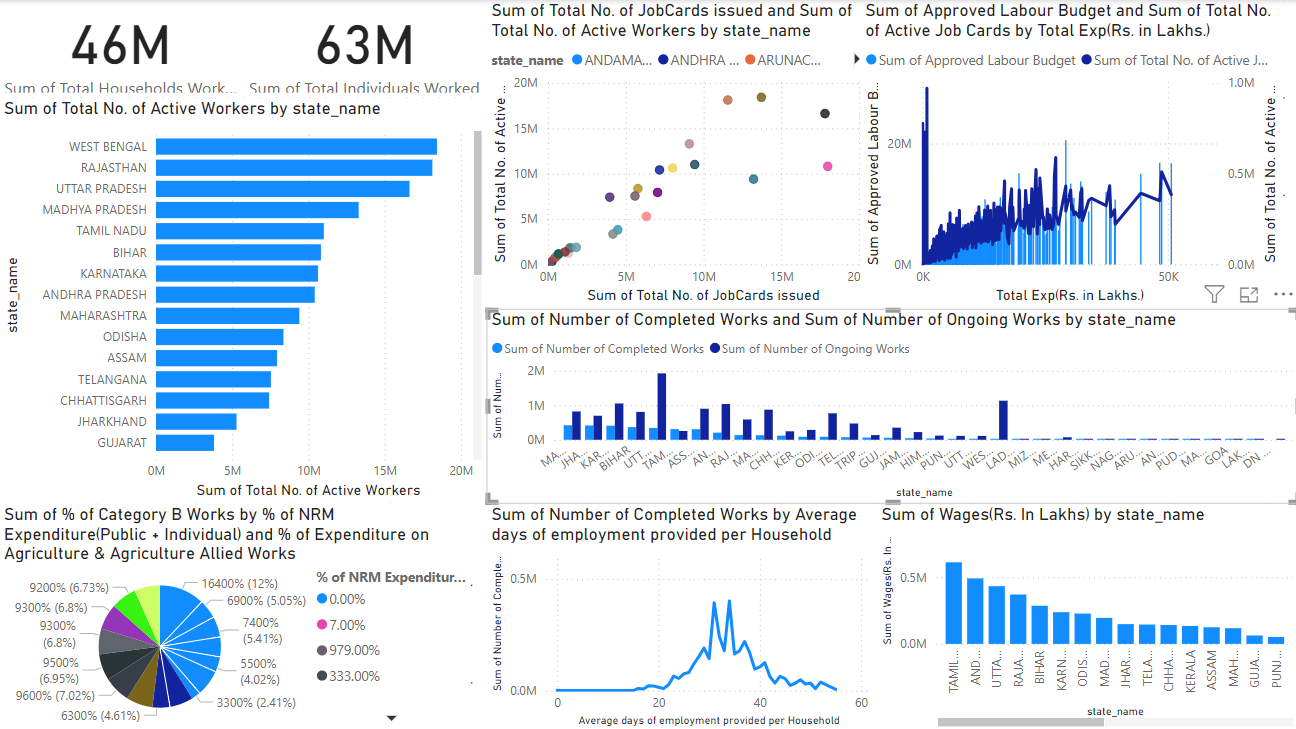 46M
63M
Sum of Total Households Work...
Sum of Total Individuals Worked
Sum of Total No. of Active Workers by state_name
state_name
WEST BENGAL
RAJASTHAN
UTTAR PRADESH
MADHYA PRADESH
TAMIL NADU
BIHAR
KARNATAKA
ANDHRA PRADESH
MAHARASHTRA
ODISHA
ASSAM
TELANGANA
CHHATTISGARH
JHARKHAND
GUJARAT
0M 5M 10M 15M 20M
Sum of Total No. of Active Workers
Sum of % of Category B Works by % of NRM
Expenditure(Public + Individual) and % of Expenditure on
Agriculture & Agriculture Allied Works
16400% (12%)
6900% (5.05%)
7400%
(5.41%)
5500%
(4.02%)
3300% (2.41%)
6300% (4.61%)
9600% (7.02%)
9500%
(6.95%)
9300
(6.8%)
9300% (6.8%)
9200% (6.73%)
% of NRM Expenditur...
0.00%
7.00%
979.00%
333.00%
Sum of Total No. of JobCards issued and Sum of
Total No. of Active Workers by state_name
state_name ANDAMA... ANDHRA ... ARUNAC...
Sum of Total No. of Active ...
20M
15M
10M
5M
0M
0M 5M 10M 15M 20
Sum of Total No. of JobCards issued
Sum of Approved Labour Budget and Sum of Total No.
of Active Job Cards by Total Exp(Rs. in Lakhs.)
Sum of Approved Labour Budget Sum of Total No. of Active J...
Sum of Approved Labour B...
20M
0M
1.0M
0.5M
0.0M
Sum of Total No. of Active ...
0K 50K
Total Exp(Rs. in Lakhs.)
Sum of Number of Completed Works and Sum of Number of Ongoing Works by state_name
Sum of Number of Completed Works Sum of Number of Ongoing Works
Sum of Num...
2M
1M
0M
MA... JHA... KAR... BIHAR UTT... TAM... ASS... AN... RAJ... MA... CHH... KER... ODI... TEL... TRIP... GUJ... JAM... HIM... PUN... UTT... WES... LAD... MIZ... ME... HAR... SIKK... NAG... ARU... AN... PUD... MA... GOA LAK... DN ...
state_name
Sum of Number of Completed Works by Average
days of employment provided per Household
Sum of Number of Comple...
0.5M
0.0M
0 20 40 60
Average days of employment provided per Household
Sum of Wages(Rs. In Lakhs) by state_name
Sum of Wages(Rs. In ...
0.5M
0.0M
TAMIL... AND... UTTA... RAJA... BIHAR KARN... ODIS... MAD... JHAR... TELA... CHHA... KERALA ASSAM MAH... GUJA... PUNJ...
state_name